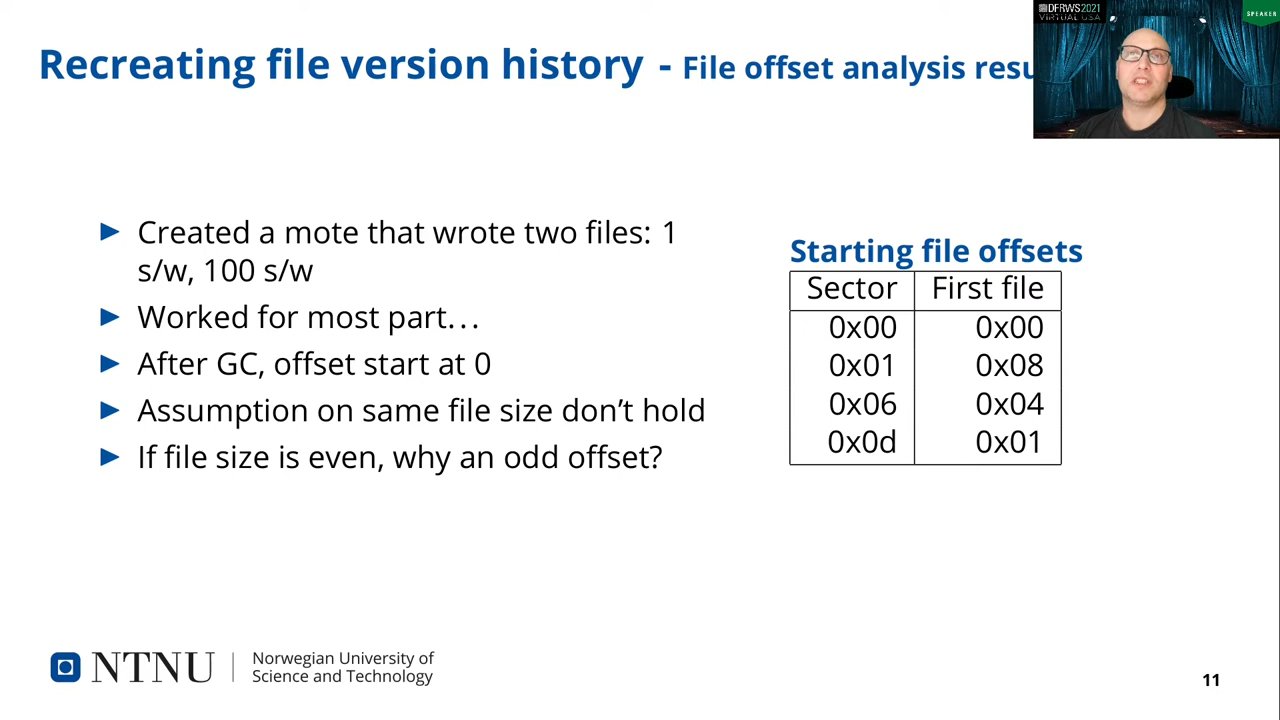 DFRWS2021
VIRTUAL USA
SPEAKER
Recreating file version history - File offset analysis resu
► Created a mote that wrote two files: 1
s/w, 100 s/w
► Worked for most part…
► After GC, offset start at 0
► Assumption on same file size don't hold
► If file size is even, why an odd offset?
Starting file offsets
Sector First file
0x00 0x00
0x01 0x08
0x06 0x04
0x0d 0x01
NTNU
Norwegian University of
Science and Technology
11